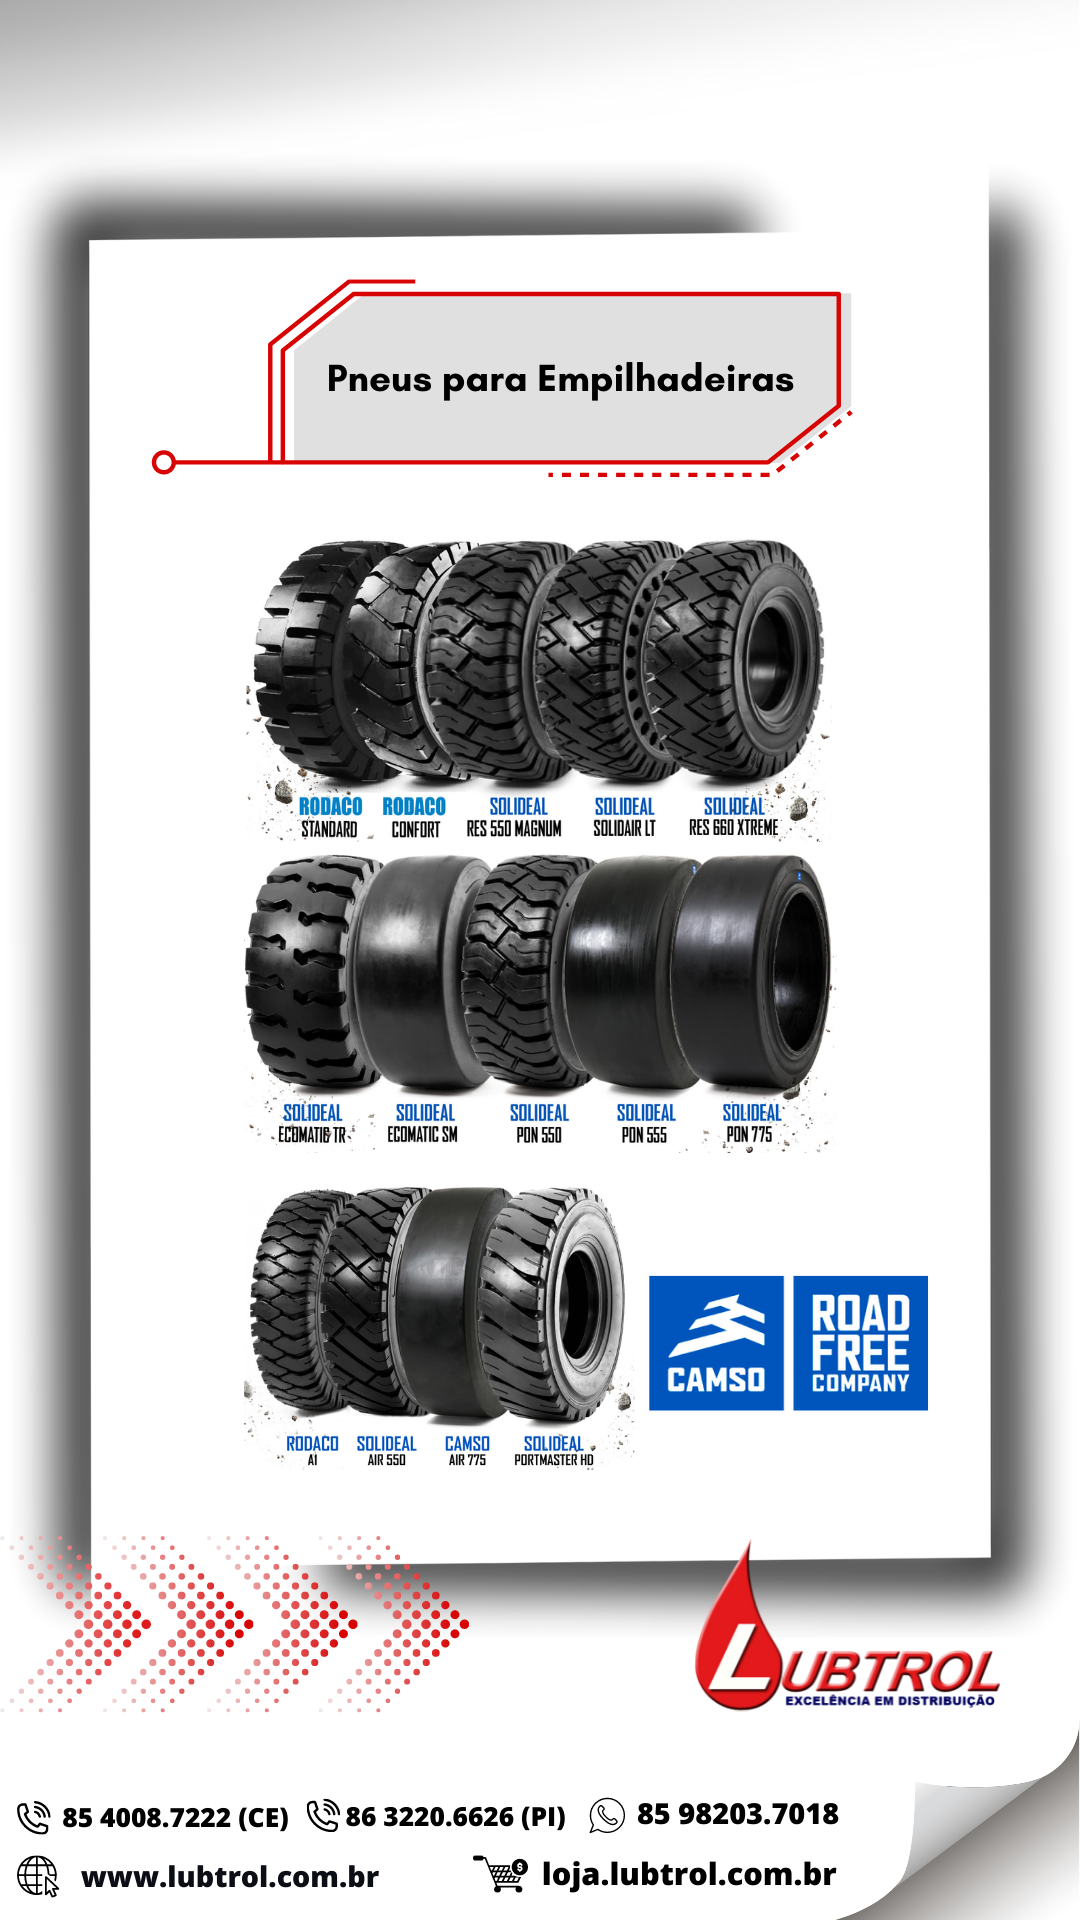 Pneus para Empilhadeiras
RODACO RODACO SOLIDEAL SOLIDEAL SOLIDEAL
STANDARD CONFORT RES 550 MAGNUM SOLIDAIR LT RES 660 XTREME
SOLIDEAL SOLIDEAL SOLIDEAL SOLIDEAL SOLIDEAL
ECOMATIC TR ECOMATIC SM PON 550 PON 555 PON 775
CAMSO
ROAD
FREE
COMPANY
RODACO SOLIDEAL CAMSO SOLIDEAL
A1 AIR 550 AIR 775 PORTMASTER HD
LUBTROL
EXCELÊNCIA EM DISTRIBUIÇÃO
85 4008.7222 (CE) 86 3220.6626 (PI) 85 98203.7018
www.lubtrol.com.br loja.lubtrol.com.br